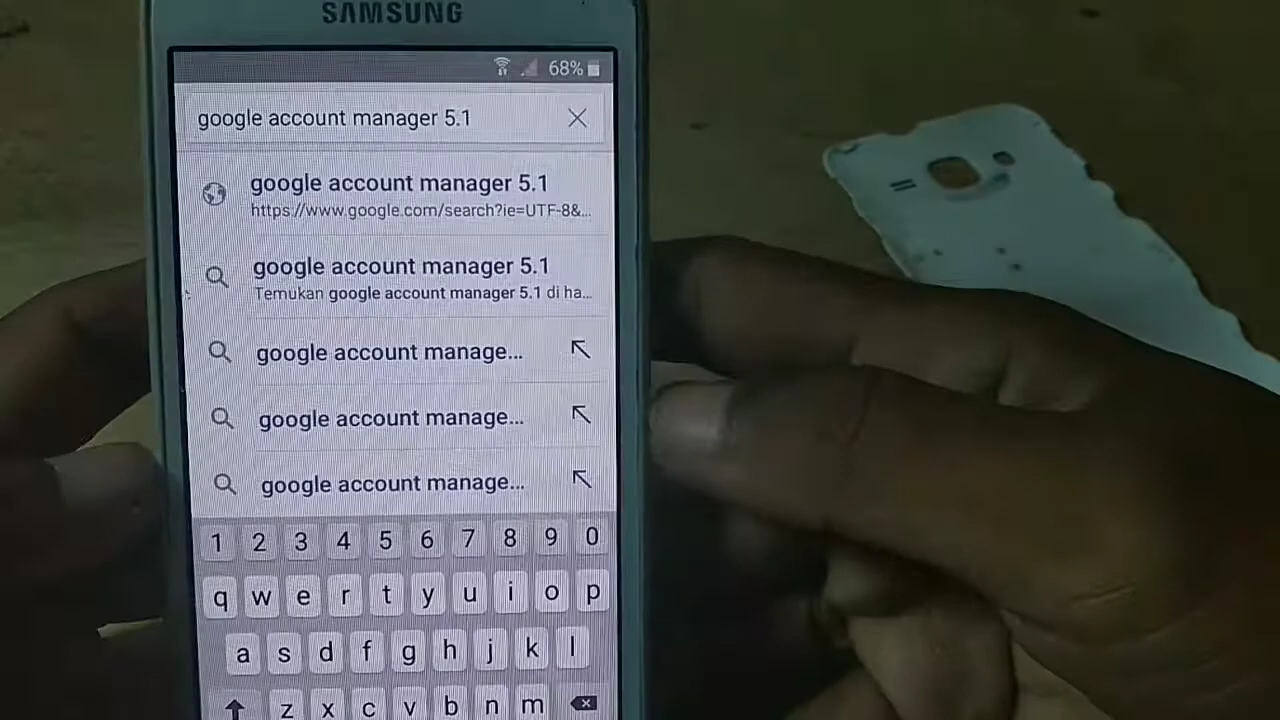 SAMSUNG
68%
google account manager 5.1
google account manager 5.1
https://www.google.com/search?ie=UTF-8&...
google account manager 5.1
Temukan google account manager 5.1 di ha...
google account manage...
google account manage...
google account manage...
1 2 3 4 5 6 7 8 9 0
q w e r t y u i o p
a s d f g h j k l
z x c v b n m